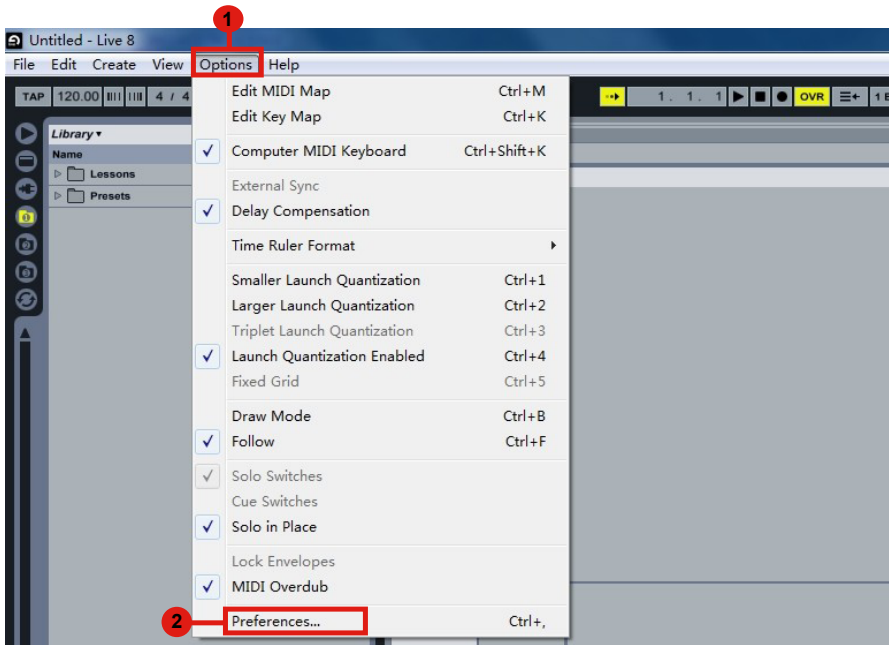 1
Untitled - Live 8
File Edit Create View Options Help
TAP 120.00 4 / 4 1. 1. 1 OVR
Library
Name
Lessons
Presets
Edit MIDI Map Ctrl+M
Edit Key Map Ctrl+K
Computer MIDI Keyboard Ctrl+Shift+K
External Sync
Delay Compensation
Time Ruler Format
Smaller Launch Quantization Ctrl+1
Larger Launch Quantization Ctrl+2
Triplet Launch Quantization Ctrl+3
Launch Quantization Enabled Ctrl+4
Fixed Grid Ctrl+5
Draw Mode Ctrl+B
Follow Ctrl+F
Solo Switches
Cue Switches
Solo in Place
Lock Envelopes
MIDI Overdub
2 Preferences... Ctrl+,